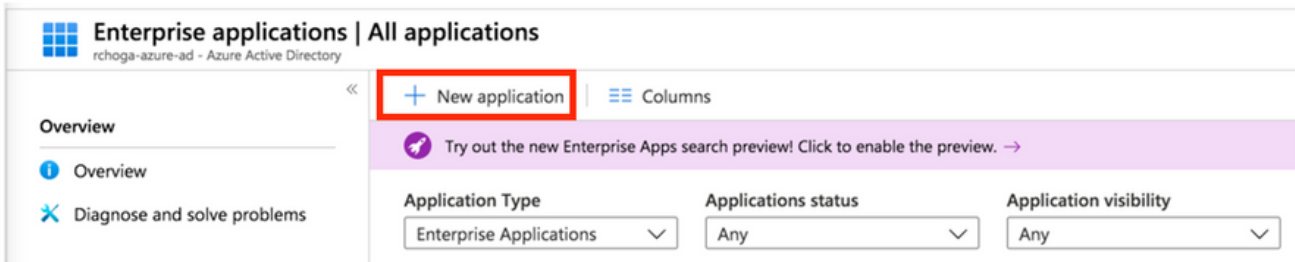 Enterprise applications | All applications
rchoga-azure-ad - Azure Active Directory
«
+ New application
Columns
Overview
Try out the new Enterprise Apps search preview! Click to enable the preview. →
Overview
Application Type
Applications status
Application visibility
Diagnose and solve problems
Enterprise Applications
Any
Any